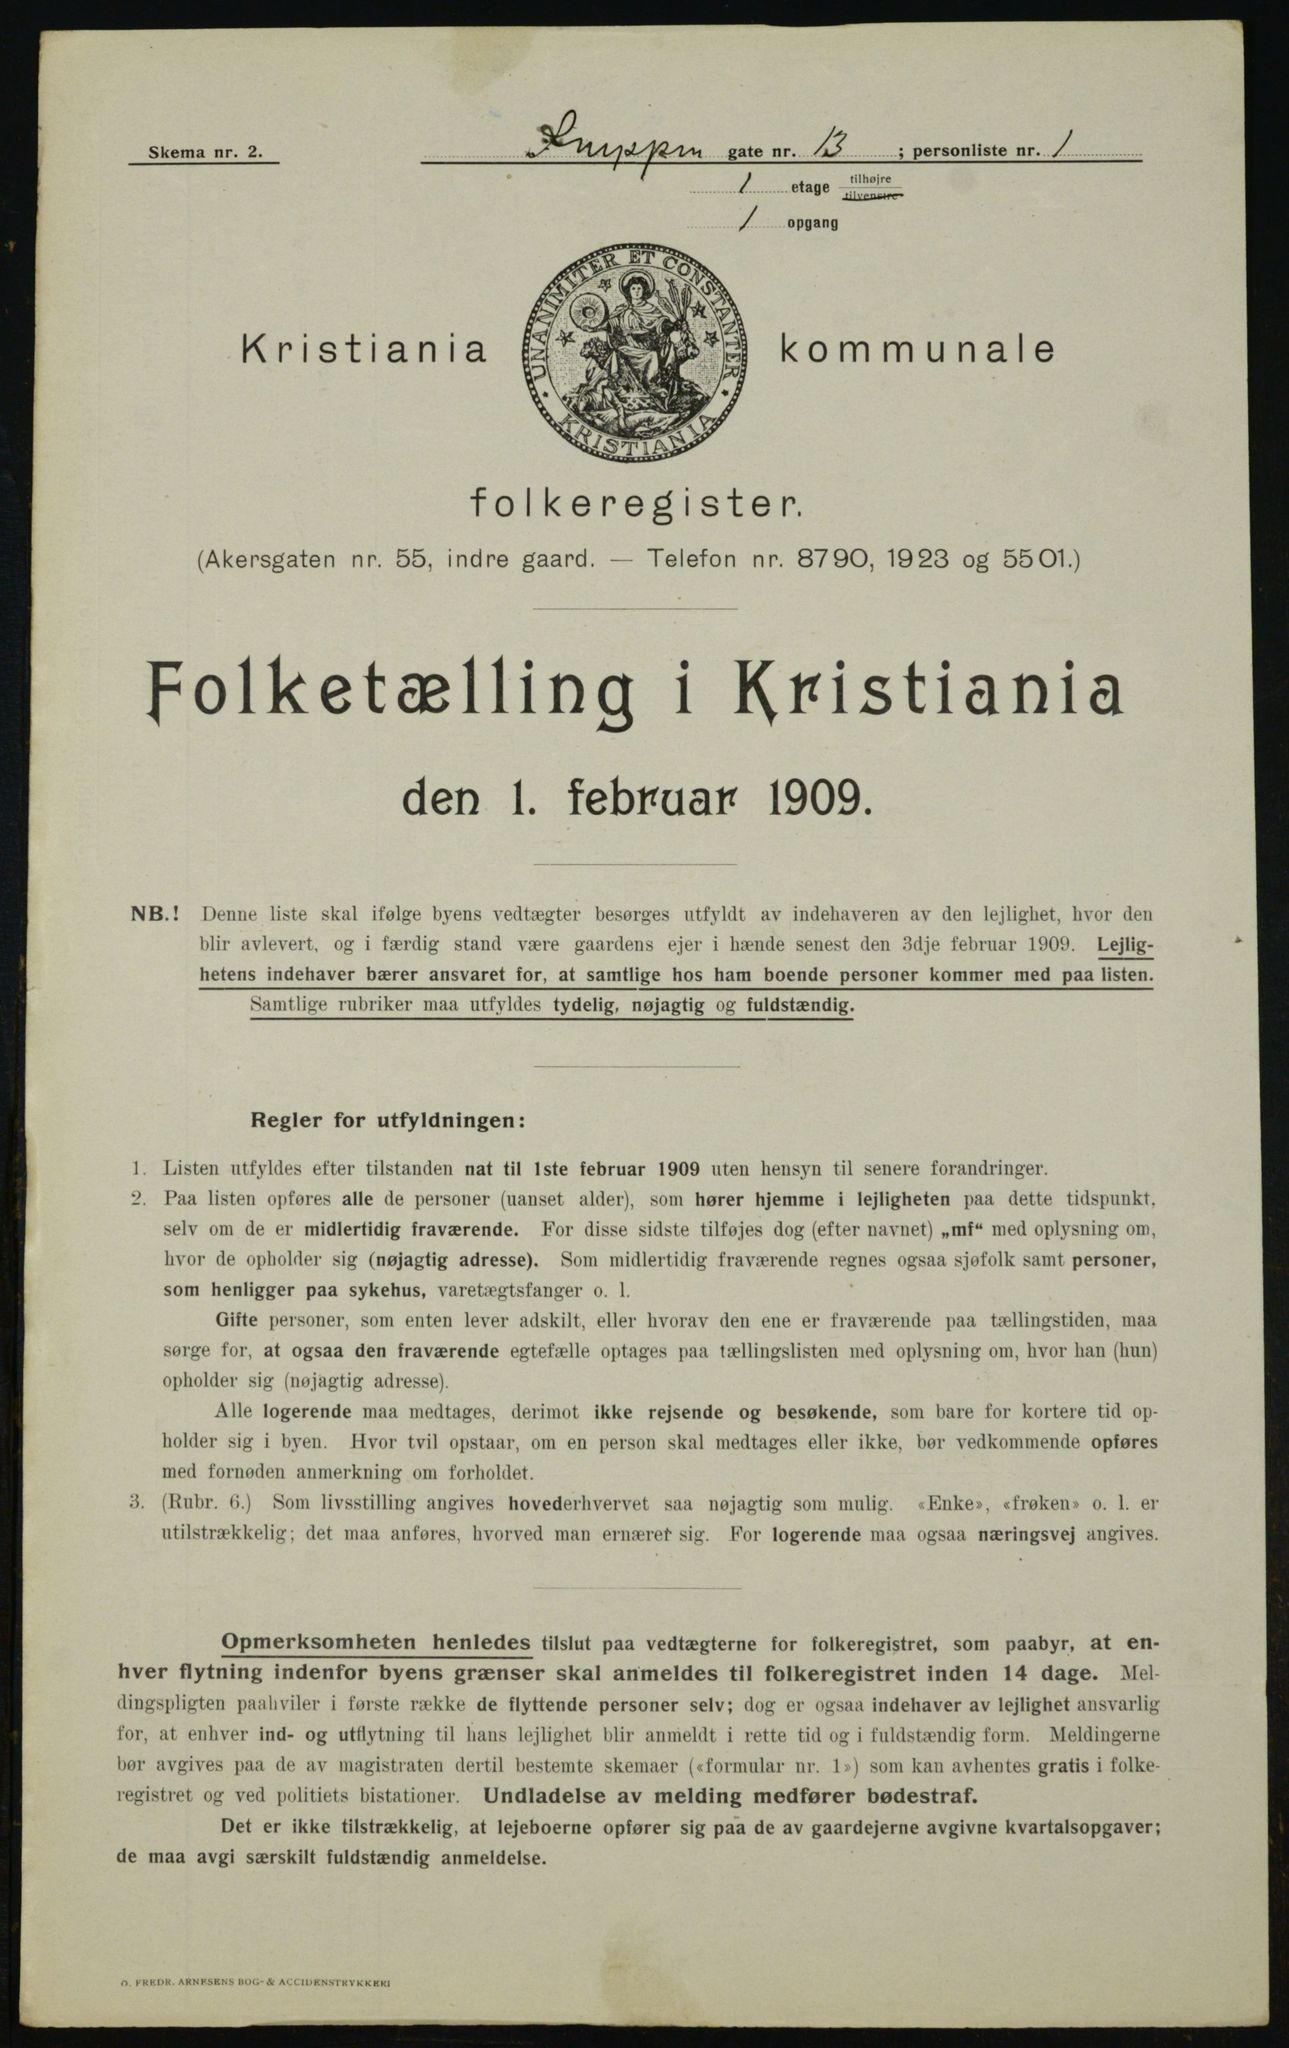 Skema nr. 2.
Snippen gate nr. 13 ; personliste nr. 1
1 etage tilhøjre
tilvenstre
1 opgang
UNANIMITER ET CONSTANTER
KRISTIANIA
Kristiania kommunale
folkeregister.
(Akersgaten nr. 55, indre gaard. — Telefon nr. 8790, 1923 og 5501.)
Folketælling i Kristiania
den 1. februar 1909.
NB.! Denne liste skal ifølge byens vedtægter besørges utfyldt av indehaveren av den lejlighet, hvor den
blir avlevert, og i færdig stand være gaardens ejer i hænde senest den 3dje februar 1909. Lejlig-
hetens indehaver bærer ansvaret for, at samtlige hos ham boende personer kommer med paa listen.
Samtlige rubriker maa utfyldes tydelig, nøjagtig og fuldstændig.
Regler for utfyldningen:
1. Listen utfyldes efter tilstanden nat til 1ste februar 1909 uten hensyn til senere forandringer.
2. Paa listen opføres alle de personer (uanset alder), som hører hjemme i lejligheten paa dette tidspunkt,
selv om de er midlertidig fraværende. For disse sidste tilføjes dog (efter navnet) „mf“ med oplysning om,
hvor de opholder sig (nøjagtig adresse). Som midlertidig fraværende regnes ogsaa sjøfolk samt personer,
som henligger paa sykehus, varetægtsfanger o. l.
Gifte personer, som enten lever adskilt, eller hvorav den ene er fraværende paa tællingstiden, maa
sørge for, at ogsaa den fraværende egtefælle optages paa tællingslisten med oplysning om, hvor han (hun)
opholder sig (nøjagtig adresse).
Alle logerende maa medtages, derimot ikke rejsende og besøkende, som bare for kortere tid op-
holder sig i byen. Hvor tvil opstaar, om en person skal medtages eller ikke, bør vedkommende opføres
med fornøden anmerkning om forholdet.
3. (Rubr. 6.) Som livsstilling angives hovederhvervet saa nøjagtig som mulig. «Enke», «frøken» o. l. er
utilstrækkelig; det maa anføres, hvorved man ernæret sig. For logerende maa ogsaa næringsvej angives.
Opmerksomheten henledes tilslut paa vedtægterne for folkeregistret, som paabyr, at en-
hver flytning indenfor byens grænser skal anmeldes til folkeregistret inden 14 dage. Mel-
dingspligten paahviler i første række de flyttende personer selv; dog er ogsaa indehaver av lejlighet ansvarlig
for, at enhver ind- og utflytning til hans lejlighet blir anmeldt i rette tid og i fuldstændig form. Meldingerne
bør avgives paa de av magistraten dertil bestemte skemaer («formular nr. 1») som kan avhentes gratis i folke-
registret og ved politiets bistationer. Undladelse av melding medfører bødestraf.
Det er ikke tilstrækkelig, at lejeboerne opfører sig paa de av gaardejerne avgivne kvartalsopgaver;
de maa avgi særskilt fuldstændig anmeldelse.
O. FREDR. ARNESENS BOG- & ACCIDENSTRYKKERI